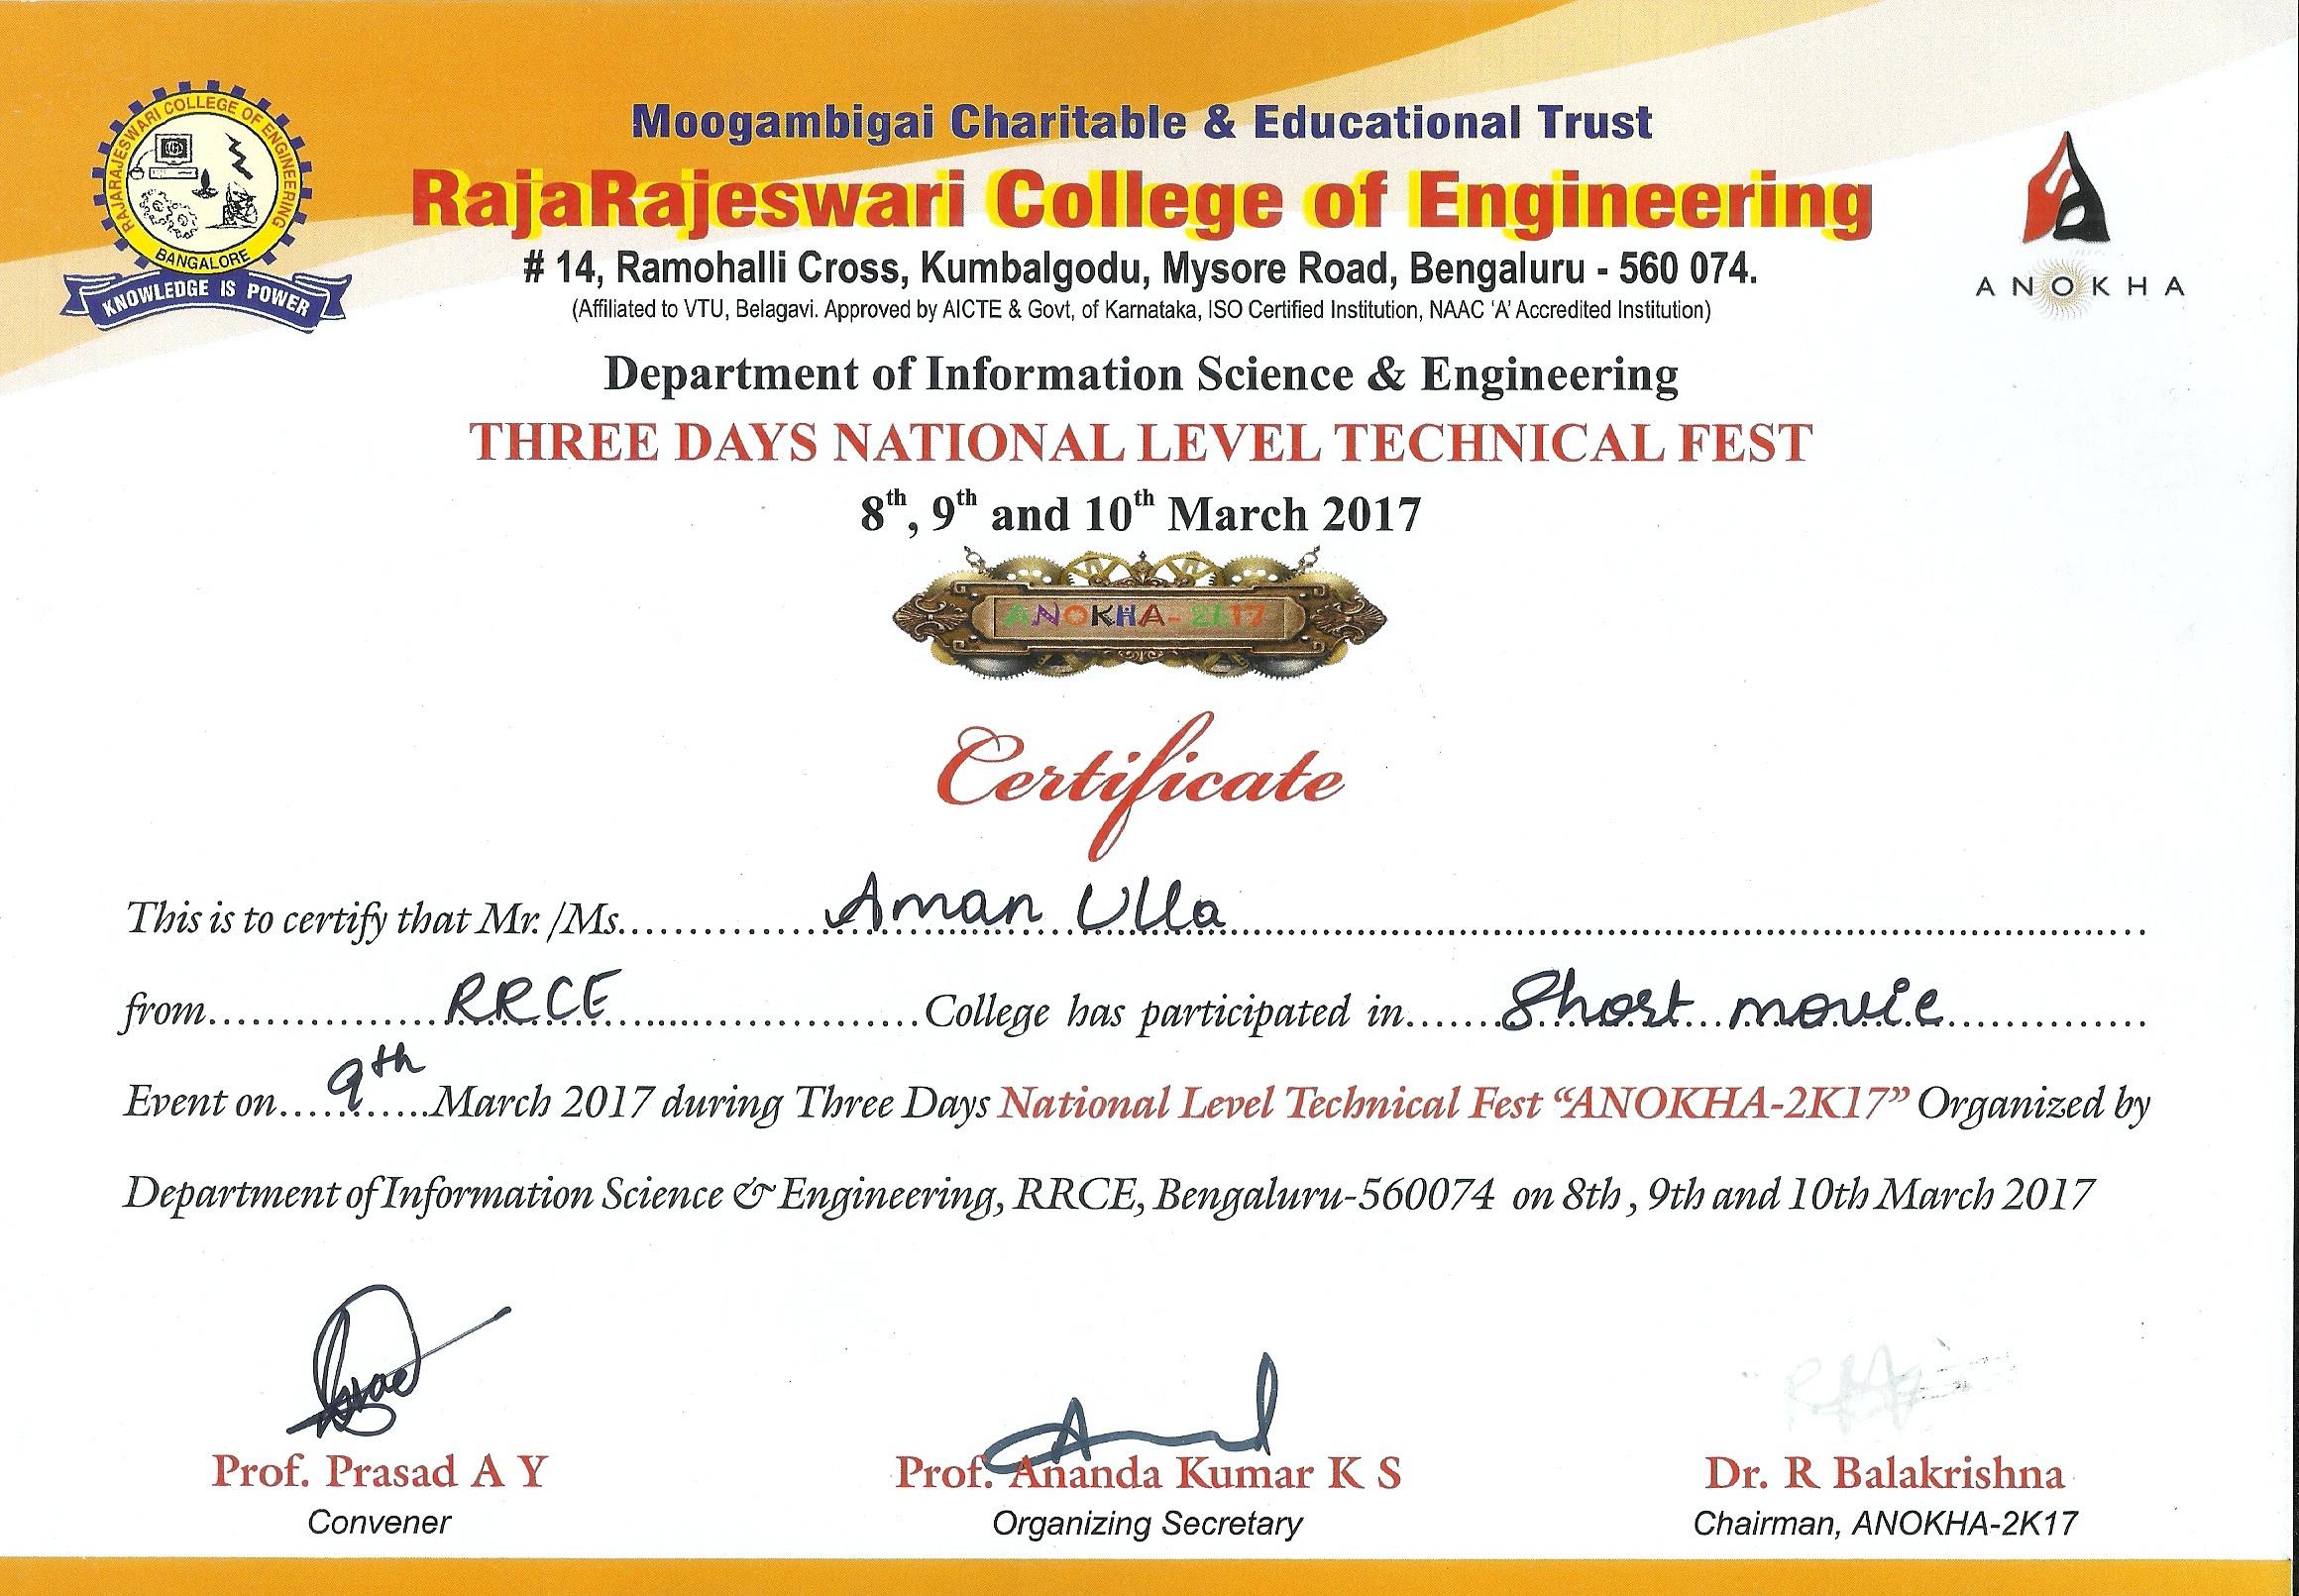 Moogambigai Charitable & Educational Trust
RajaRajeswari College of Engineering
# 14, Ramohalli Cross, Kumbalgodu, Mysore Road, Bengaluru - 560 074.
(Affiliated to VTU, Belagavi. Approved by AICTE & Govt, of Karnataka, ISO Certified Institution, NAAC ‘A’ Accredited Institution)
RAJARAJESWARI COLLEGE OF ENGINEERING
BANGALORE
KNOWLEDGE IS POWER
ANOKHA
Department of Information Science & Engineering
THREE DAYS NATIONAL LEVEL TECHNICAL FEST
8th, 9th and 10th March 2017
ANOKHA- 2K17
Certificate
This is to certify that Mr. /Ms. Aman Ulla
from RRCE College has participated in Short movie
Event on 9th March 2017 during Three Days National Level Technical Fest “ANOKHA-2K17” Organized by
Department of Information Science & Engineering, RRCE, Bengaluru-560074 on 8th , 9th and 10th March 2017
Prof. Prasad A Y
Convener
Prof. Ananda Kumar K S
Organizing Secretary
Dr. R Balakrishna
Chairman, ANOKHA-2K17